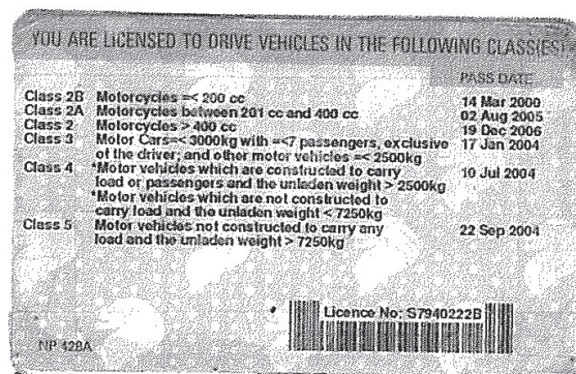 YOU ARE LICENSED TO DRIVE VEHICLES IN THE FOLLOWING CLASS(ES)
PASS DATE
Class 2B Motorcycles =< 200 cc 14 Mar 2000
Class 2A Motorcycles between 201 cc and 400 cc 02 Aug 2005
Class 2 Motorcycles > 400 cc 19 Dec 2006
Class 3 Motor Cars=< 3000kg with =<7 passengers, exclusive 17 Jan 2004
of the driver; and other motor vehicles =< 2500kg
Class 4 *Motor vehicles which are constructed to carry 10 Jul 2004
load or passengers and the unladen weight > 2500kg
*Motor vehicles which are not constructed to
carry load and the unladen weight < 7250kg
Class 5 Motor vehicles not constructed to carry any 22 Sep 2004
load and the unladen weight > 7250kg
Licence No: S7940222B
NP 428A